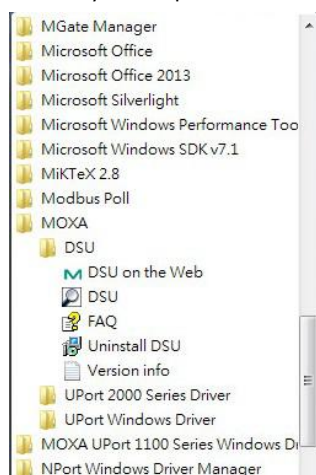 MGate Manager
Microsoft Office
Microsoft Office 2013
Microsoft Silverlight
Microsoft Windows Performance Too
Microsoft Windows SDK v7.1
MiKTeX 2.8
Modbus Poll
MOXA
DSU
DSU on the Web
DSU
FAQ
Uninstall DSU
Version info
UPort 2000 Series Driver
UPort Windows Driver
MOXA UPort 1100 Series Windows Dr
NPort Windows Driver Manager